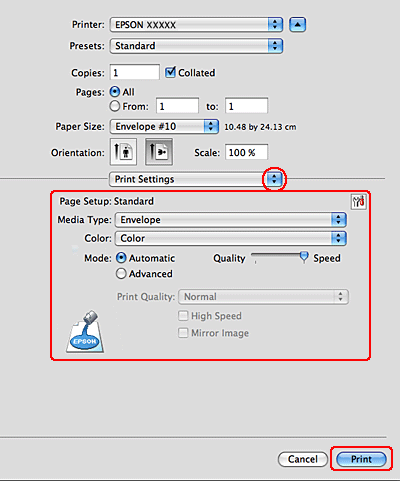 Printer: EPSON XXXXX
Presets: Standard
Copies: 1 Collated
Pages: All
From: 1 to: 1
Paper Size: Envelope #10 10.48 by 24.13 cm
Orientation: Scale: 100 %
Print Settings
Page Setup: Standard
Media Type: Envelope
Color: Color
Mode: Automatic Quality Speed
Advanced
Print Quality: Normal
High Speed
Mirror Image
EPSON
Cancel Print